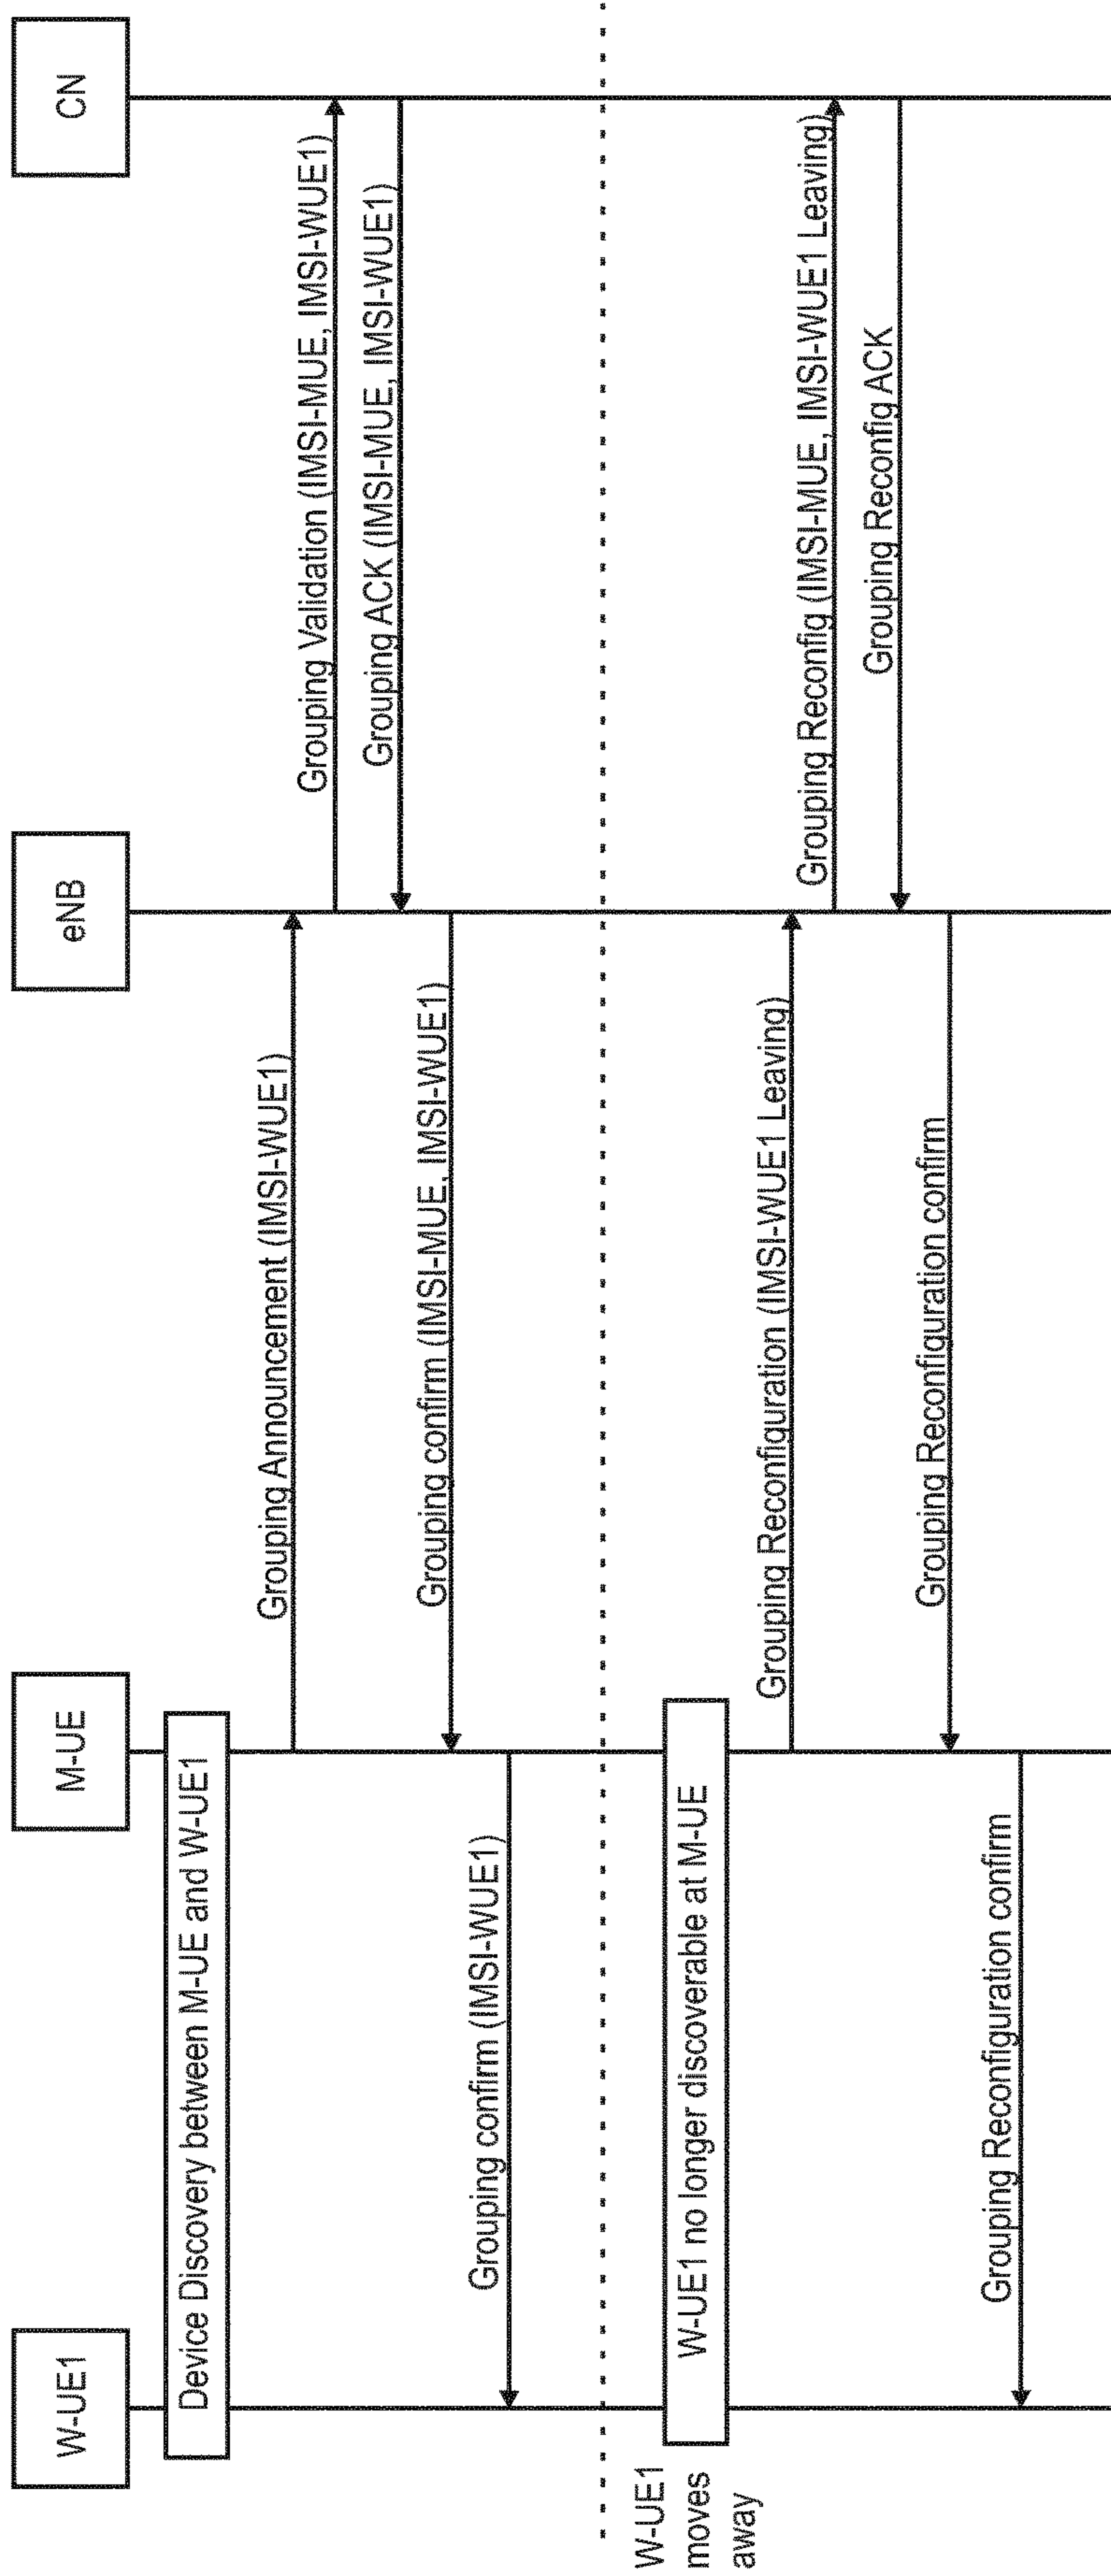 W-UE1
M-UE
eNB
CN
Device Discovery between M-UE and W-UE1
Grouping Announcement (IMSI-WUE1)
Grouping Validation (IMSI-MUE, IMSI-WUE1)
Grouping ACK (IMSI-MUE, IMSI-WUE1)
Grouping confirm (IMSI-MUE, IMSI-WUE1)
Grouping confirm (IMSI-WUE1)
W-UE1
moves
away
W-UE1 no longer discoverable at M-UE
Grouping Reconfiguration (IMSI-WUE1 Leaving)
Grouping Reconfig (IMSI-MUE, IMSI-WUE1 Leaving)
Grouping Reconfig ACK
Grouping Reconfiguration confirm
Grouping Reconfiguration confirm